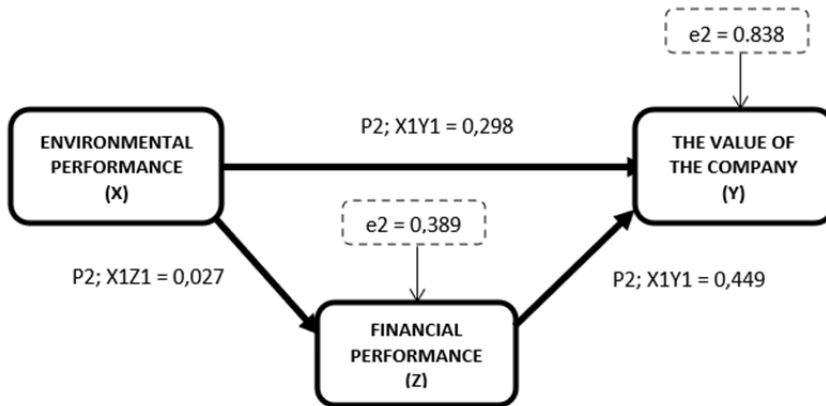 e2 = 0.838
P2; X1Y1 = 0,298
ENVIRONMENTAL
PERFORMANCE
(X)
THE VALUE OF
THE COMPANY
(Y)
e2 = 0,389
P2; X1Z1 = 0,027
P2; X1Y1 = 0,449
FINANCIAL
PERFORMANCE
(Z)